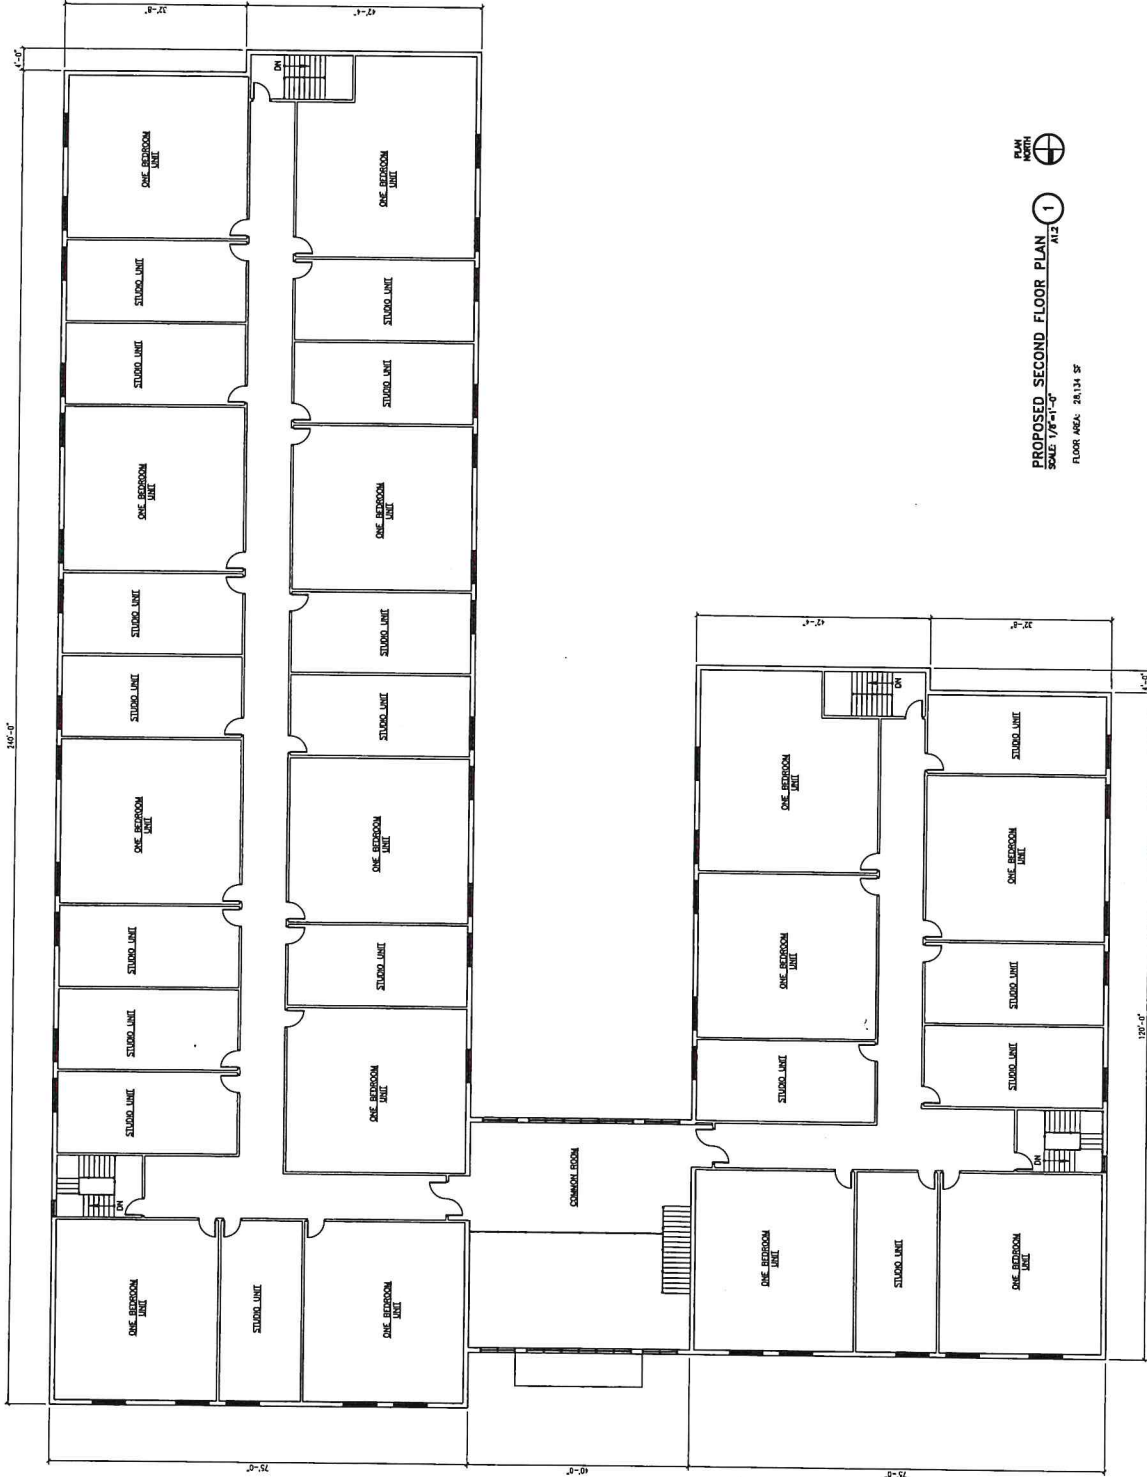 32'-8"
42'-4"
4'-0"
240'-0"
DN
ONE BEDROOM
UNIT
ONE BEDROOM
UNIT
STUDIO UNIT
STUDIO UNIT
STUDIO UNIT
STUDIO UNIT
ONE BEDROOM
UNIT
ONE BEDROOM
UNIT
STUDIO UNIT
STUDIO UNIT
STUDIO UNIT
STUDIO UNIT
ONE BEDROOM
UNIT
ONE BEDROOM
UNIT
STUDIO UNIT
STUDIO UNIT
STUDIO UNIT
ONE BEDROOM
UNIT
STUDIO UNIT
DN
ONE BEDROOM
UNIT
STUDIO UNIT
ONE BEDROOM
UNIT
COMMON ROOM
42'-4"
32'-8"
4'-0"
120'-0"
DN
ONE BEDROOM
UNIT
STUDIO UNIT
ONE BEDROOM
UNIT
ONE BEDROOM
UNIT
STUDIO UNIT
STUDIO UNIT
STUDIO UNIT
DN
ONE BEDROOM
UNIT
STUDIO UNIT
ONE BEDROOM
UNIT
75'-0"
40'-0"
75'-0"
PLAN
NORTH
PROPOSED SECOND FLOOR PLAN
1
A1.2
SCALE: 1/8"=1'-0"
FLOOR AREA: 28,134 SF